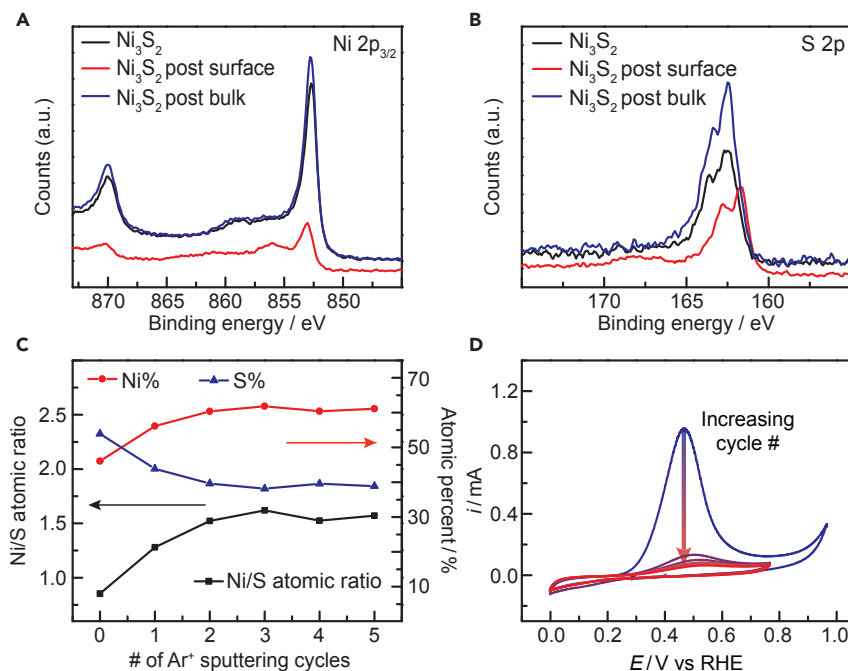 A
Ni 2p3/2
Ni3S2
Ni3S2 post surface
Ni3S2 post bulk
Counts (a.u.)
870 865 860 855 850
Binding energy / eV
B
S 2p
Ni3S2
Ni3S2 post surface
Ni3S2 post bulk
Counts (a.u.)
170 165 160
Binding energy / eV
C
Ni% S%
Ni/S atomic ratio
2.5
2.0
1.5
1.0
Atomic percent / %
70
50
30
10
Ni/S atomic ratio
0 1 2 3 4 5
# of Ar+ sputtering cycles
D
Increasing
cycle #
i / mA
1.2
0.9
0.6
0.3
0.0
0.0 0.2 0.4 0.6 0.8 1.0
E / V vs RHE